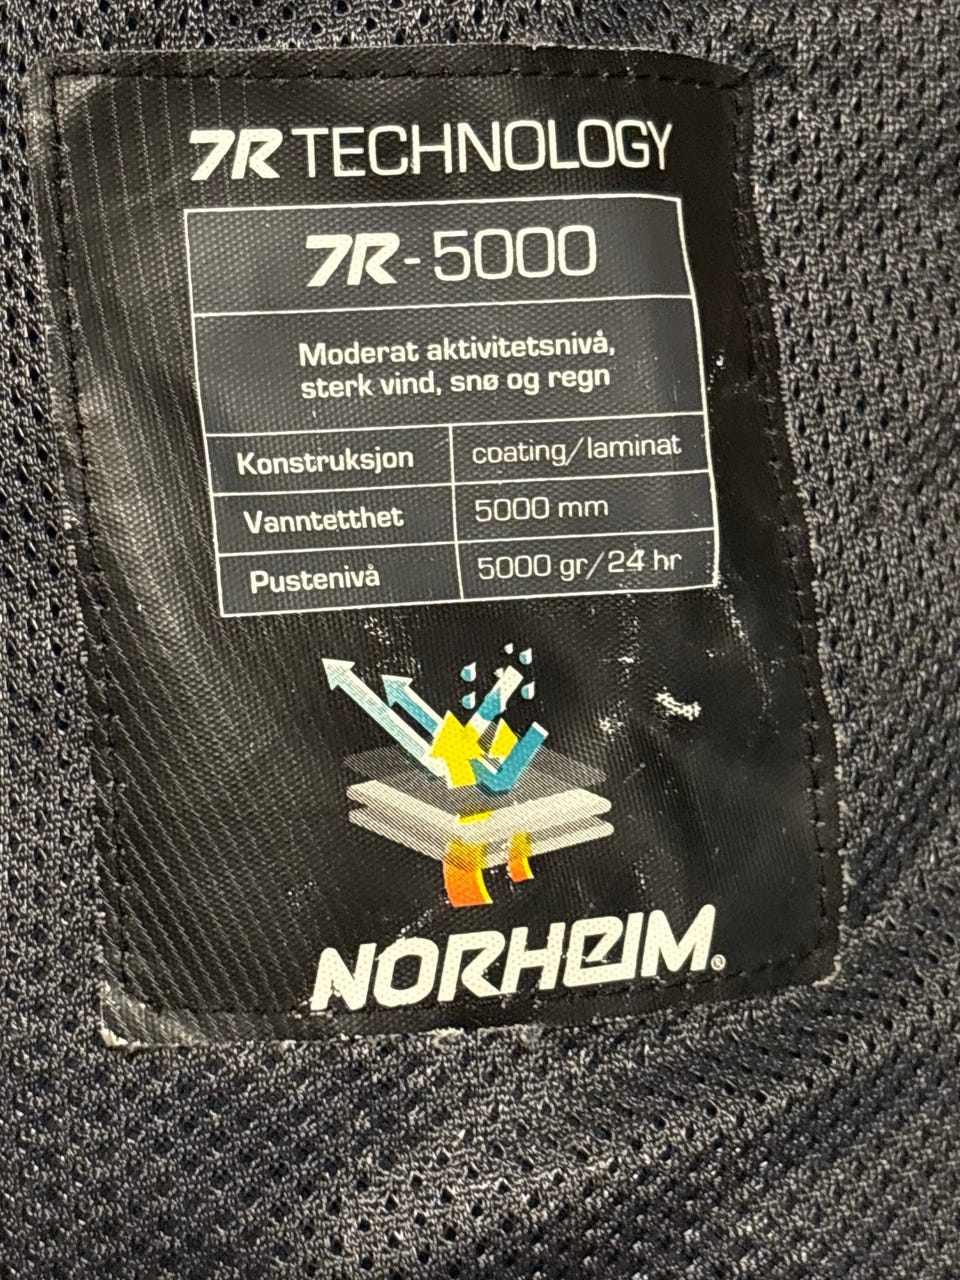 7R TECHNOLOGY
7R-5000
Moderat aktivitetsnivå,
sterk vind, snø og regn
Konstruksjon coating/laminat
Vanntetthet 5000 mm
Pustenivå 5000 gr/24 hr
NORHEIM®